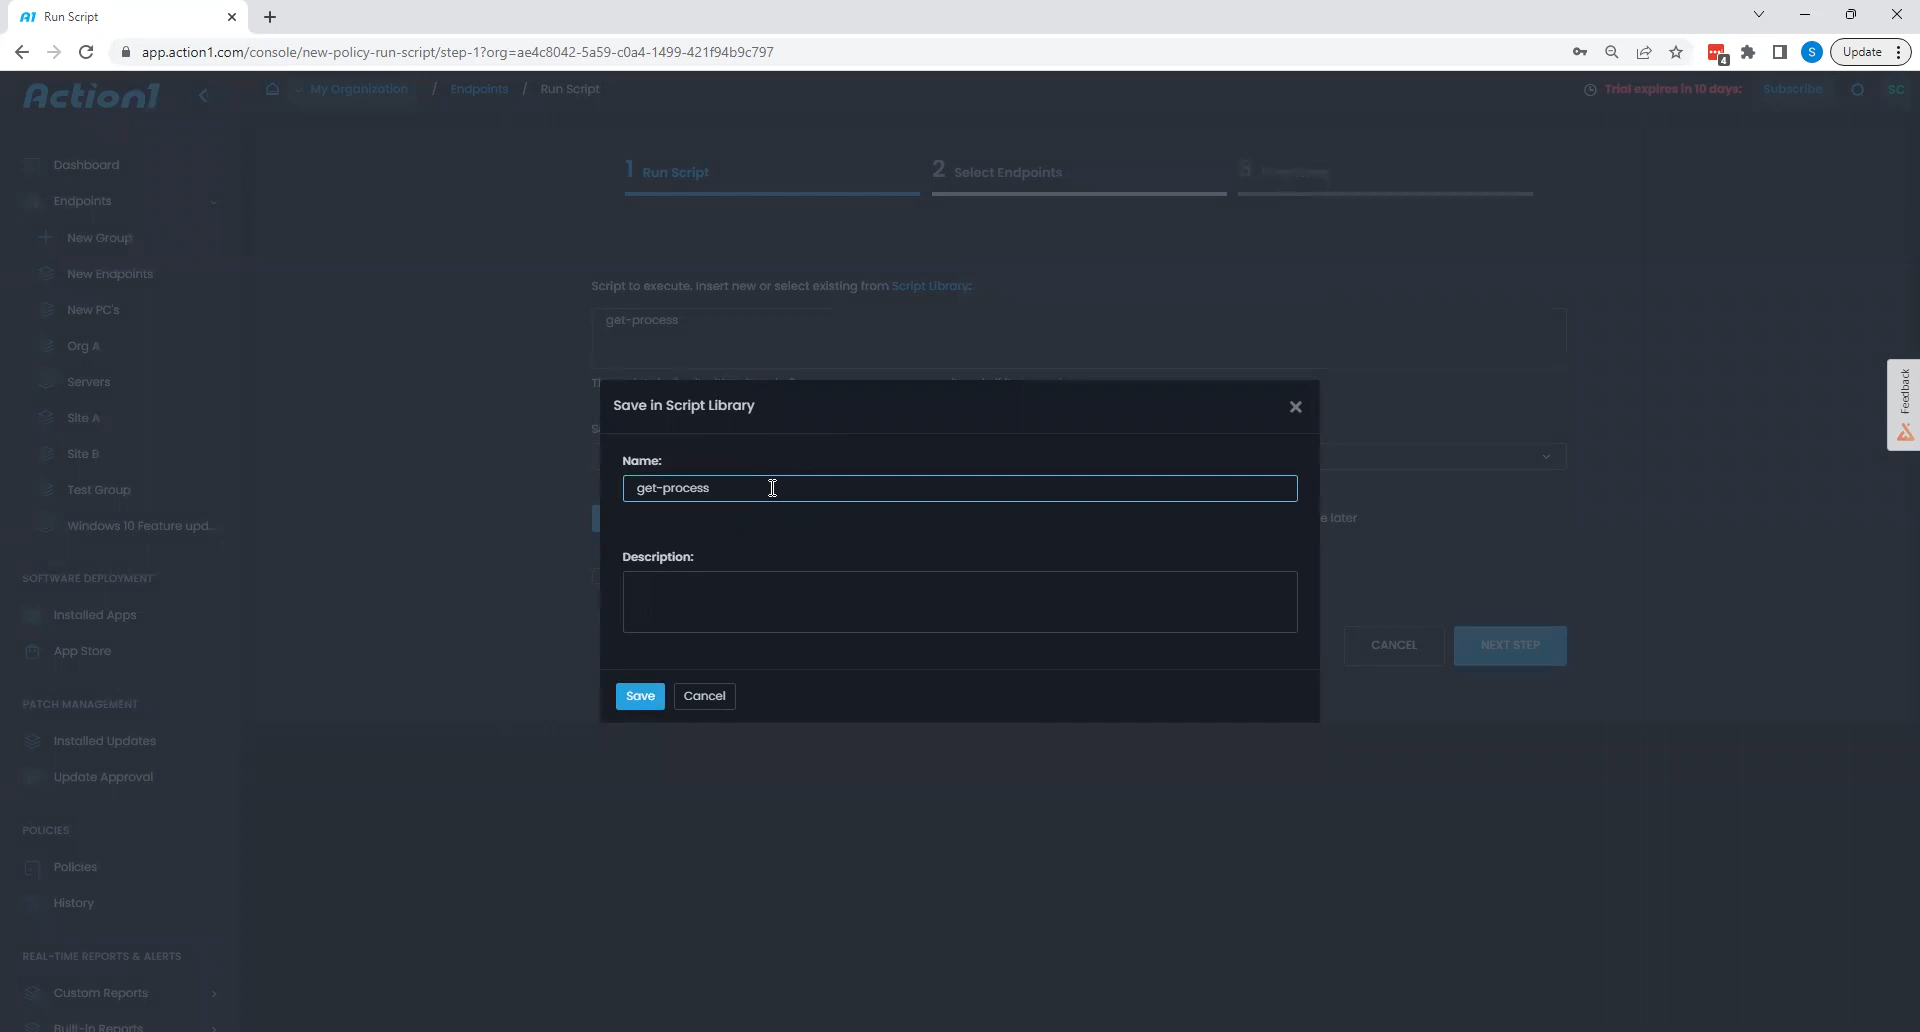 Run Script
app.action1.com/console/new-policy-run-script/step-1?org=ae4c8042-5a59-c0a4-1499-421f94b9c797
4
S
Update
Action1
My Organization / Endpoints / Run Script
Trial expires in 10 days: Subscribe SC
Dashboard
Endpoints
New Group
New Endpoints
New PC's
Org A
Servers
Site A
Site B
Test Group
Windows 10 Feature upd...
SOFTWARE DEPLOYMENT
Installed Apps
App Store
PATCH MANAGEMENT
Installed Updates
Update Approval
POLICIES
Policies
History
REAL-TIME REPORTS & ALERTS
Custom Reports
Built-In Reports
1 Run Script
2 Select Endpoints
3
Script to execute. Insert new or select existing from Script Library:
get-process
Save in Script Library
Name:
get-process
Description:
Save
Cancel
later
CANCEL
NEXT STEP
Feedback